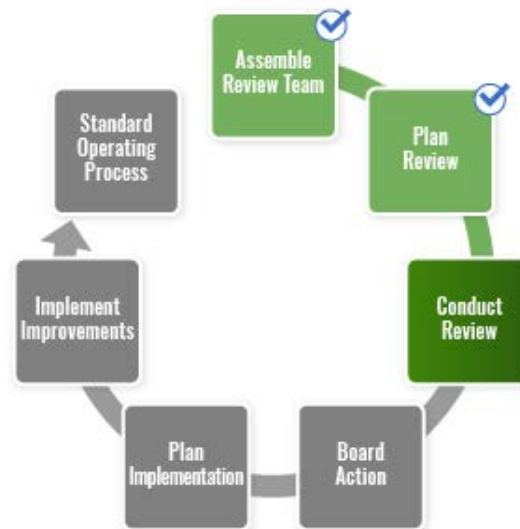 Assemble
Review Team
Plan
Review
Conduct
Review
Board
Action
Plan
Implementation
Implement
Improvements
Standard
Operating
Process